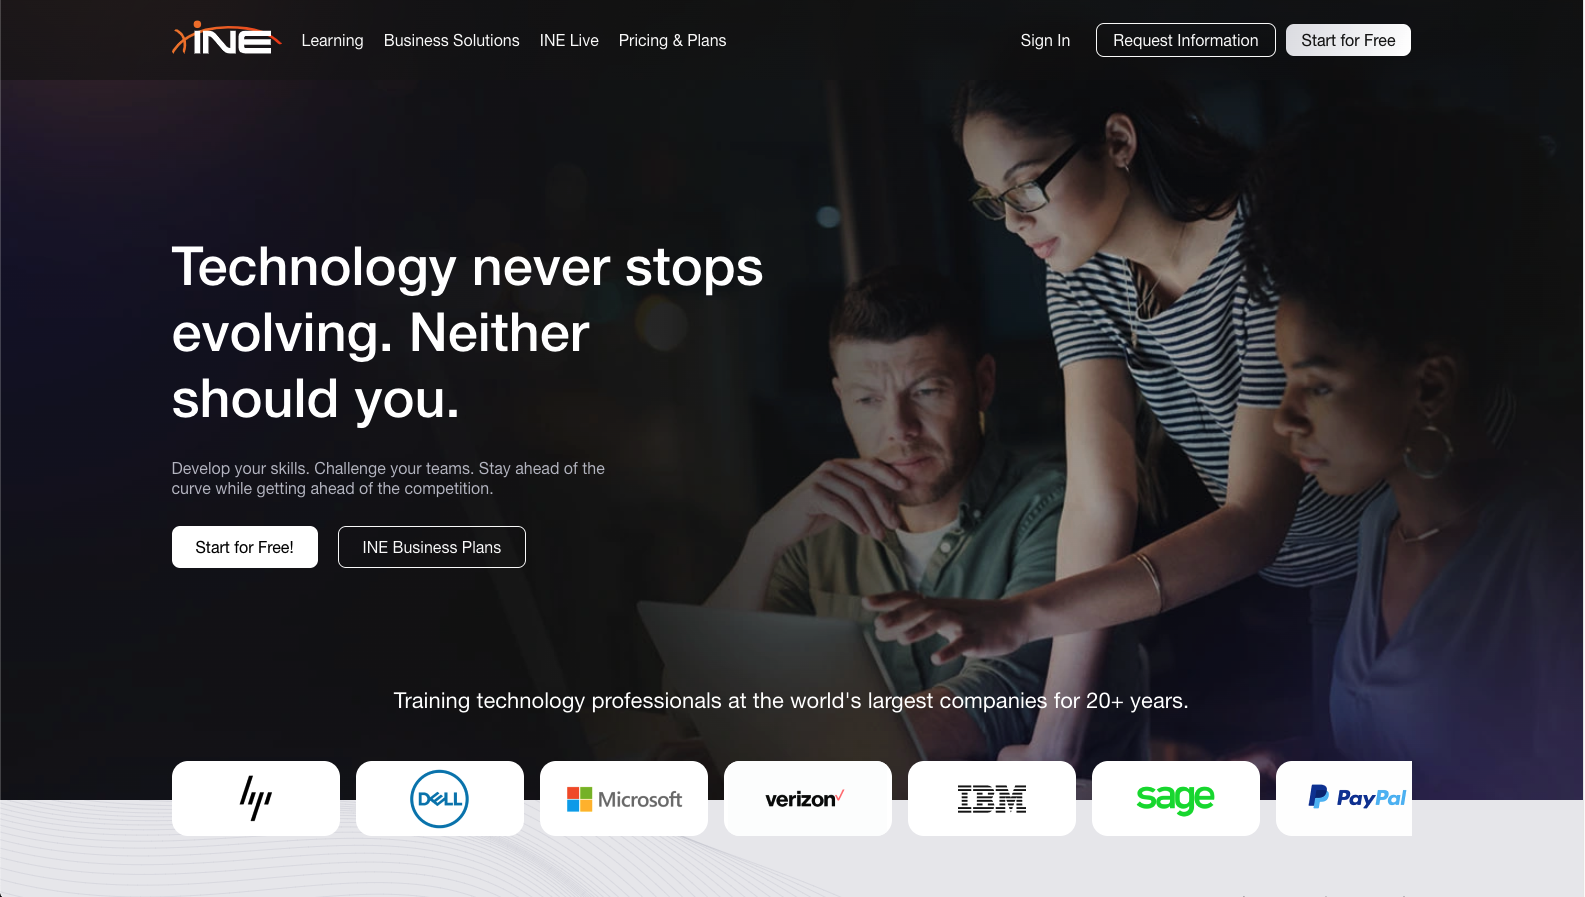 INE
Learning
Business Solutions
INE Live
Pricing & Plans
Sign In
Request Information
Start for Free
Technology never stops
evolving. Neither
should you.
Develop your skills. Challenge your teams. Stay ahead of the
curve while getting ahead of the competition.
Start for Free!
INE Business Plans
Training technology professionals at the world's largest companies for 20+ years.
hp
DELL
Microsoft
verizon
IBM
sage
PayPal